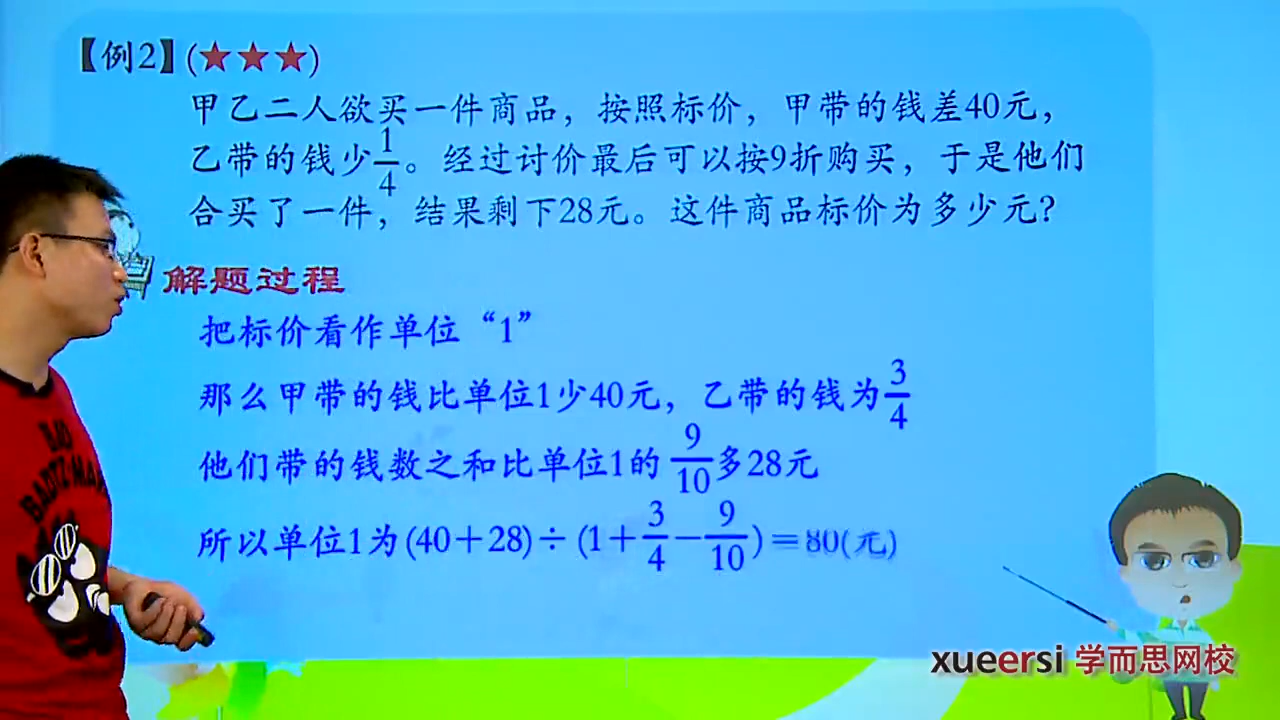 【例2】(★★★)
甲乙二人欲买一件商品，按照标价，甲带的钱差40元，
乙带的钱少1/4。经过讨价最后可以按9折购买，于是他们
合买了一件，结果剩下28元。这件商品标价为多少元？
解题过程
把标价看作单位“1”
那么甲带的钱比单位1少40元，乙带的钱为3/4
他们带的钱数之和比单位1的9/10多28元
所以单位1为(40+28)÷(1+3/4−9/10)=80(元)
BAD
BADTZ-MARU
xueersi 学而思网校